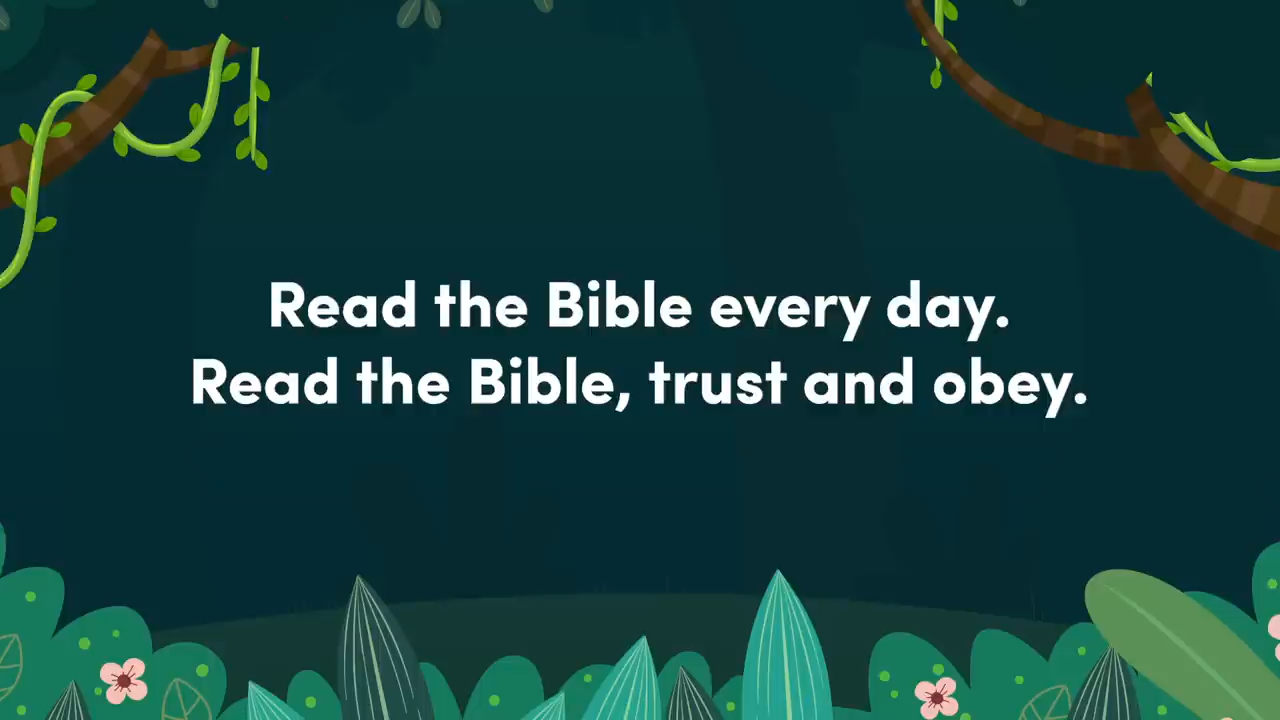 Read the Bible every day.
Read the Bible, trust and obey.